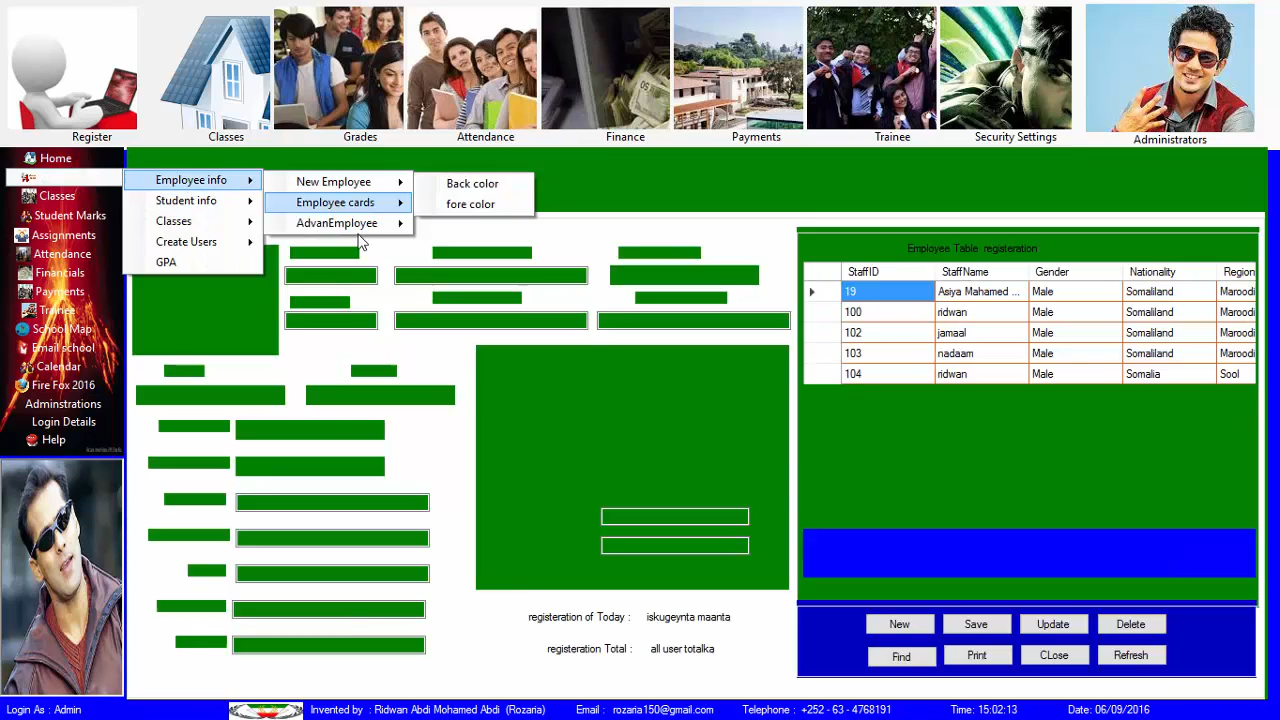 Register Classes Grades Attendance Finance Payments Trainee Security Settings Administrators
Home
Classes
Student Marks
Assignments
Attendance
Financials
Payments
Trainee
School Map
Email school
Calendar
Fire Fox 2016
Adminstrations
Login Details
Help
Employee info
Student info
Classes
Create Users
GPA
New Employee
Employee cards
AdvanEmployee
Back color
fore color
Employee Table registeration
StaffID StaffName Gender Nationality Region
19 Asiya Mahamed ... Male Somaliland Maroodi
100 ridwan Male Somaliland Maroodi
102 jamaal Male Somaliland Maroodi
103 nadaam Male Somaliland Maroodi
104 ridwan Male Somalia Sool
registeration of Today : iskugeynta maanta
registeration Total : all user totalka
New Save Update Delete
Find Print CLose Refresh
Login As : Admin Invented by : Ridwan Abdi Mohamed Abdi (Rozaria) Email : rozaria150@gmail.com Telephone : +252 - 63 - 4768191 Time: 15:02:13 Date: 06/09/2016